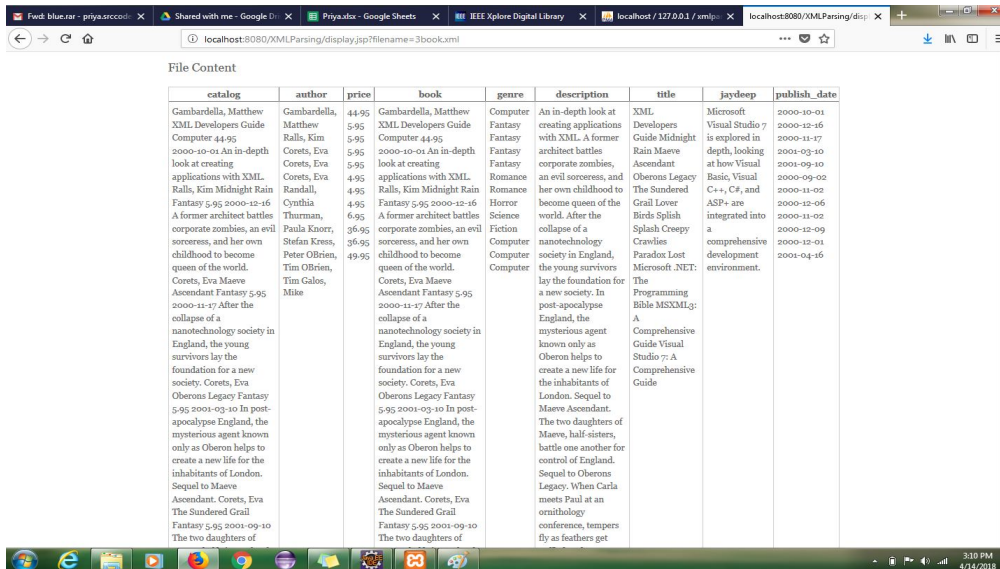 Fwd: blue.rar - priya.srccode
Shared with me - Google Dri
Priya.xlsx - Google Sheets
IEEE Xplore Digital Library
localhost / 127.0.0.1 / xmlpa
localhost:8080/XMLParsing/disp
localhost:8080/XMLParsing/display.jsp?filename=3book.xml
File Content
catalog
Gambardella, Matthew
XML Developers Guide
Computer 44.95
2000-10-01 An in-depth
look at creating
applications with XML.
Ralls, Kim Midnight Rain
Fantasy 5.95 2000-12-16
A former architect battles
corporate zombies, an evil
sorceress, and her own
childhood to become
queen of the world.
Corets, Eva Maeve
Ascendant Fantasy 5.95
2000-11-17 After the
collapse of a
nanotechnology society in
England, the young
survivors lay the
foundation for a new
society. Corets, Eva
Oberons Legacy Fantasy
5.95 2001-03-10 In post-
apocalypse England, the
mysterious agent known
only as Oberon helps to
create a new life for the
inhabitants of London.
Sequel to Maeve
Ascendant. Corets, Eva
The Sundered Grail
Fantasy 5.95 2001-09-10
The two daughters of
author
Gambardella,
Matthew
Ralls, Kim
Corets, Eva
Corets, Eva
Corets, Eva
Randall,
Cynthia
Thurman,
Paula Knorr,
Stefan Kress,
Peter OBrien,
Tim OBrien,
Tim Galos,
Mike
price
44.95
5.95
5.95
5.95
5.95
4.95
4.95
4.95
6.95
36.95
36.95
49.95
book
Gambardella, Matthew
XML Developers Guide
Computer 44.95
2000-10-01 An in-depth
look at creating
applications with XML.
Ralls, Kim Midnight Rain
Fantasy 5.95 2000-12-16
A former architect battles
corporate zombies, an evil
sorceress, and her own
childhood to become
queen of the world.
Corets, Eva Maeve
Ascendant Fantasy 5.95
2000-11-17 After the
collapse of a
nanotechnology society in
England, the young
survivors lay the
foundation for a new
society. Corets, Eva
Oberons Legacy Fantasy
5.95 2001-03-10 In post-
apocalypse England, the
mysterious agent known
only as Oberon helps to
create a new life for the
inhabitants of London.
Sequel to Maeve
Ascendant. Corets, Eva
The Sundered Grail
Fantasy 5.95 2001-09-10
The two daughters of
genre
Computer
Fantasy
Fantasy
Fantasy
Fantasy
Romance
Romance
Horror
Science
Fiction
Computer
Computer
Computer
description
An in-depth look at
creating applications
with XML. A former
architect battles
corporate zombies,
an evil sorceress, and
her own childhood to
become queen of the
world. After the
collapse of a
nanotechnology
society in England,
the young survivors
lay the foundation for
a new society. In
post-apocalypse
England, the
mysterious agent
known only as
Oberon helps to
create a new life for
the inhabitants of
London. Sequel to
Maeve Ascendant.
The two daughters of
Maeve, half-sisters,
battle one another for
control of England.
Sequel to Oberons
Legacy. When Carla
meets Paul at an
ornithology
conference, tempers
fly as feathers get
title
XML
Developers
Guide Midnight
Rain Maeve
Ascendant
Oberons Legacy
The Sundered
Grail Lover
Birds Splish
Splash Creepy
Crawlies
Paradox Lost
Microsoft .NET:
The
Programming
Bible MSXML3:
A
Comprehensive
Guide Visual
Studio 7: A
Comprehensive
Guide
jaydeep
Microsoft
Visual Studio 7
is explored in
depth, looking
at how Visual
Basic, Visual
C++, C#, and
ASP+ are
integrated into
a
comprehensive
development
environment.
publish_date
2000-10-01
2000-12-16
2000-11-17
2001-03-10
2001-09-10
2000-09-02
2000-11-02
2000-12-06
2000-11-02
2000-12-09
2000-12-01
2001-04-16
3:10 PM
4/14/2018